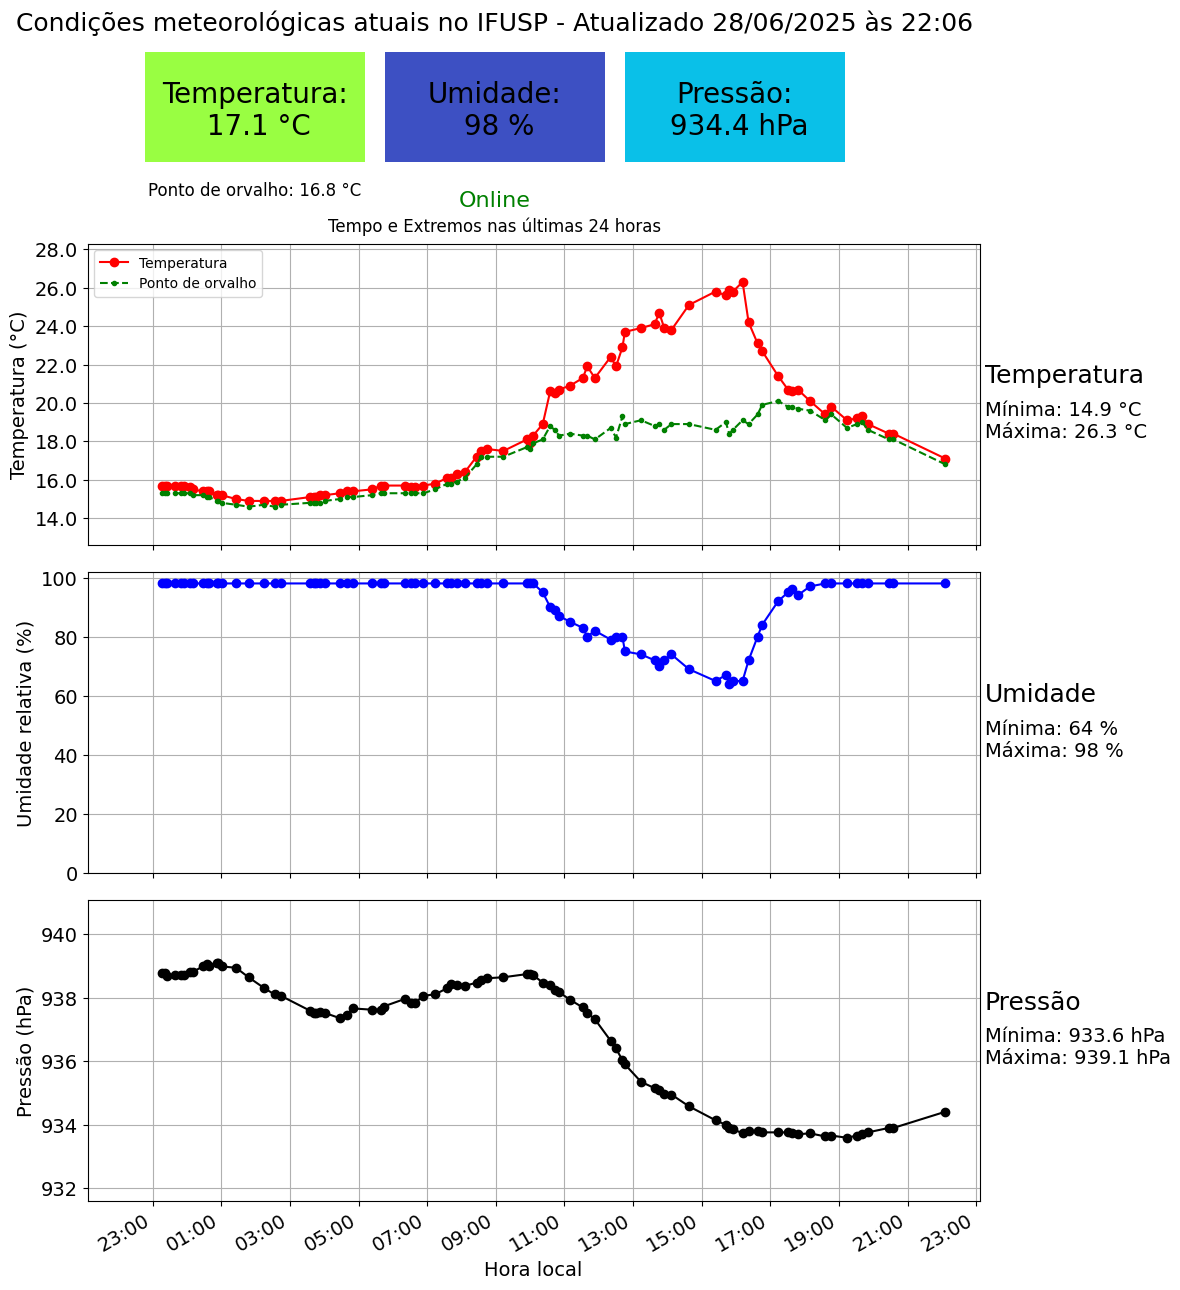 Condições meteorológicas atuais no IFUSP - Atualizado 28/06/2025 às 22:06
Temperatura:
17.1 °C
Umidade:
98 %
Pressão:
934.4 hPa
Ponto de orvalho: 16.8 °C
Online
Tempo e Extremos nas últimas 24 horas
Temperatura (°C)
28.0
26.0
24.0
22.0
20.0
18.0
16.0
14.0
Temperatura
Ponto de orvalho
Temperatura
Mínima: 14.9 °C
Máxima: 26.3 °C
Umidade relativa (%)
100
80
60
40
20
0
Umidade
Mínima: 64 %
Máxima: 98 %
Pressão (hPa)
940
938
936
934
932
Pressão
Mínima: 933.6 hPa
Máxima: 939.1 hPa
23:00 01:00 03:00 05:00 07:00 09:00 11:00 13:00 15:00 17:00 19:00 21:00 23:00
Hora local